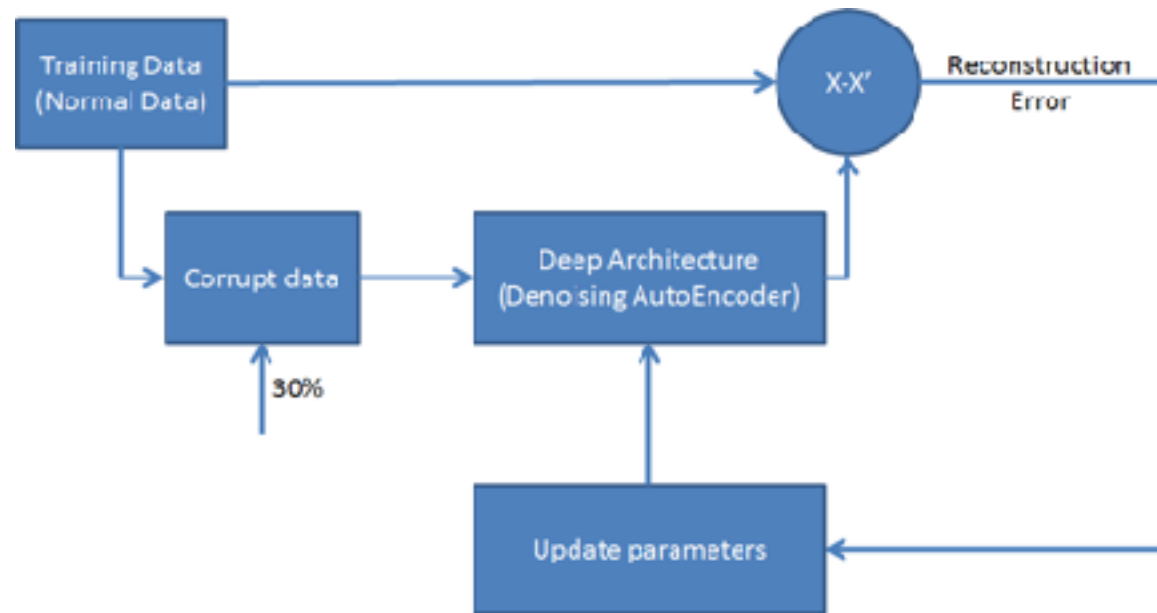 Training Data
(Normal Data)
X-X'
Reconstruction
Error
Corrupt data
Deep Architecture
(Denoising AutoEncoder)
30%
Update parameters